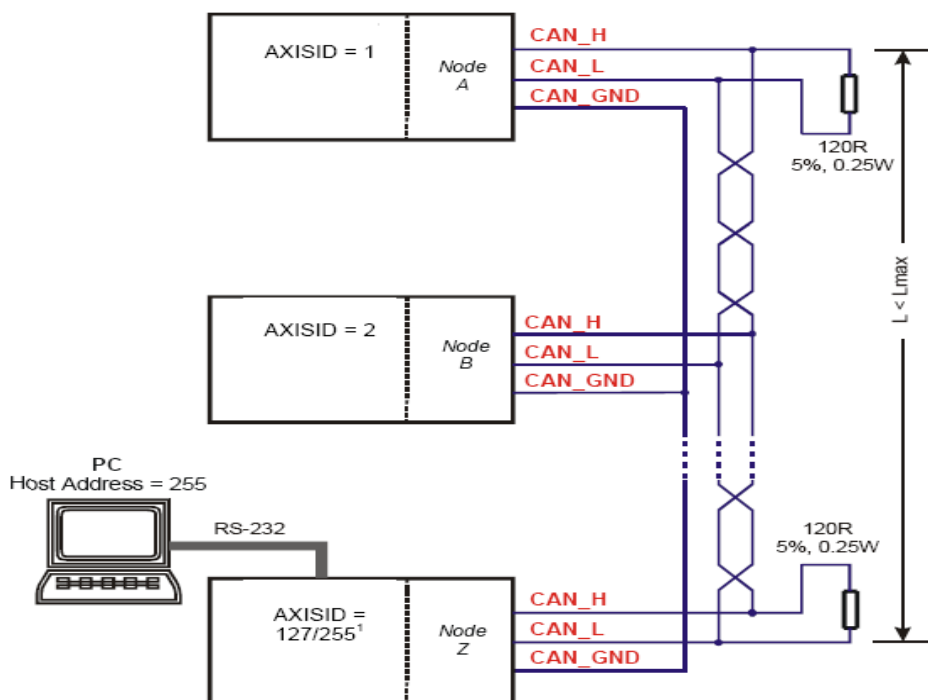 AXISID = 1
Node
A
CAN_H
CAN_L
CAN_GND
120R
5%, 0.25W
AXISID = 2
Node
B
CAN_H
CAN_L
CAN_GND
L < Lmax
PC
Host Address = 255
RS-232
120R
5%, 0.25W
AXISID =
127/255¹
Node
Z
CAN_H
CAN_L
CAN_GND